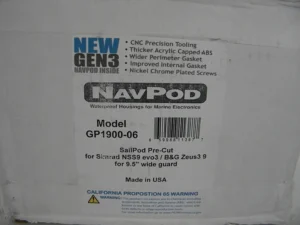 NEW
GEN3
NAVPOD INSIDE
• CNC Precision Tooling
• Thicker Acrylic Capped-ABS
• Wider Perimeter Gasket
• Improved Internal Gasket
• Nickel Chrome Plated Screws
NAVPOD
Waterproof Housings for Marine Electronics
Model
GP1900-06
SailPod Pre-Cut
for Simrad NSS9 evo3 / B&G Zeus3 9
for 9.5" wide guard
Made in USA
CALIFORNIA PROPOSTION 65 WARNING
WARNING